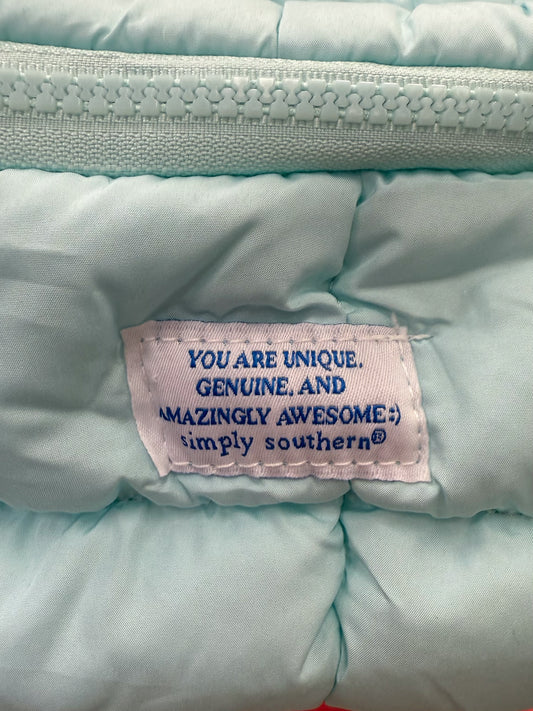 YOU ARE UNIQUE,
GENUINE, AND
AMAZINGLY AWESOME:)
simply southern®